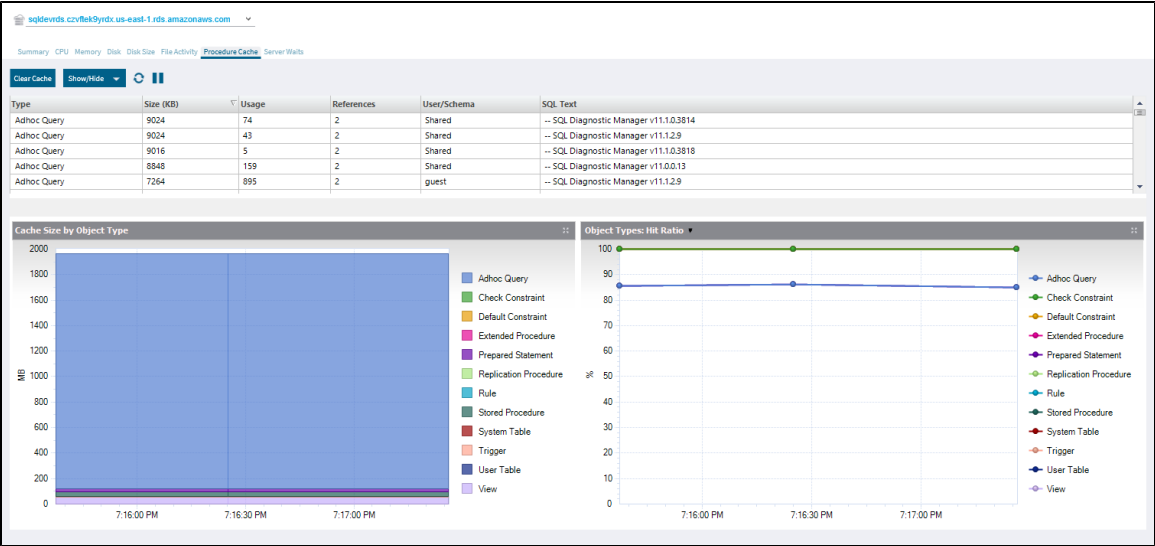 sqldevrds.czvflek9yrdx.us-east-1.rds.amazonaws.com
Summary CPU Memory Disk Disk Size File Activity Procedure Cache Server Waits
Clear Cache Show/Hide
Type Size (KB) Usage References User/Schema SQL Text
Adhoc Query 9024 74 2 Shared -- SQL Diagnostic Manager v11.1.0.3814
Adhoc Query 9024 43 2 Shared -- SQL Diagnostic Manager v11.1.2.9
Adhoc Query 9016 5 2 Shared -- SQL Diagnostic Manager v11.1.0.3818
Adhoc Query 8848 159 2 Shared -- SQL Diagnostic Manager v11.0.0.13
Adhoc Query 7264 895 2 guest -- SQL Diagnostic Manager v11.1.2.9
Cache Size by Object Type
2000
1800
1600
1400
1200
1000
800
600
400
200
0
MB
7:16:00 PM 7:16:30 PM 7:17:00 PM
Adhoc Query
Check Constraint
Default Constraint
Extended Procedure
Prepared Statement
Replication Procedure
Rule
Stored Procedure
System Table
Trigger
User Table
View
Object Types: Hit Ratio
100
90
80
70
60
50
40
30
20
10
0
%
7:16:00 PM 7:16:30 PM 7:17:00 PM
Adhoc Query
Check Constraint
Default Constraint
Extended Procedure
Prepared Statement
Replication Procedure
Rule
Stored Procedure
System Table
Trigger
User Table
View